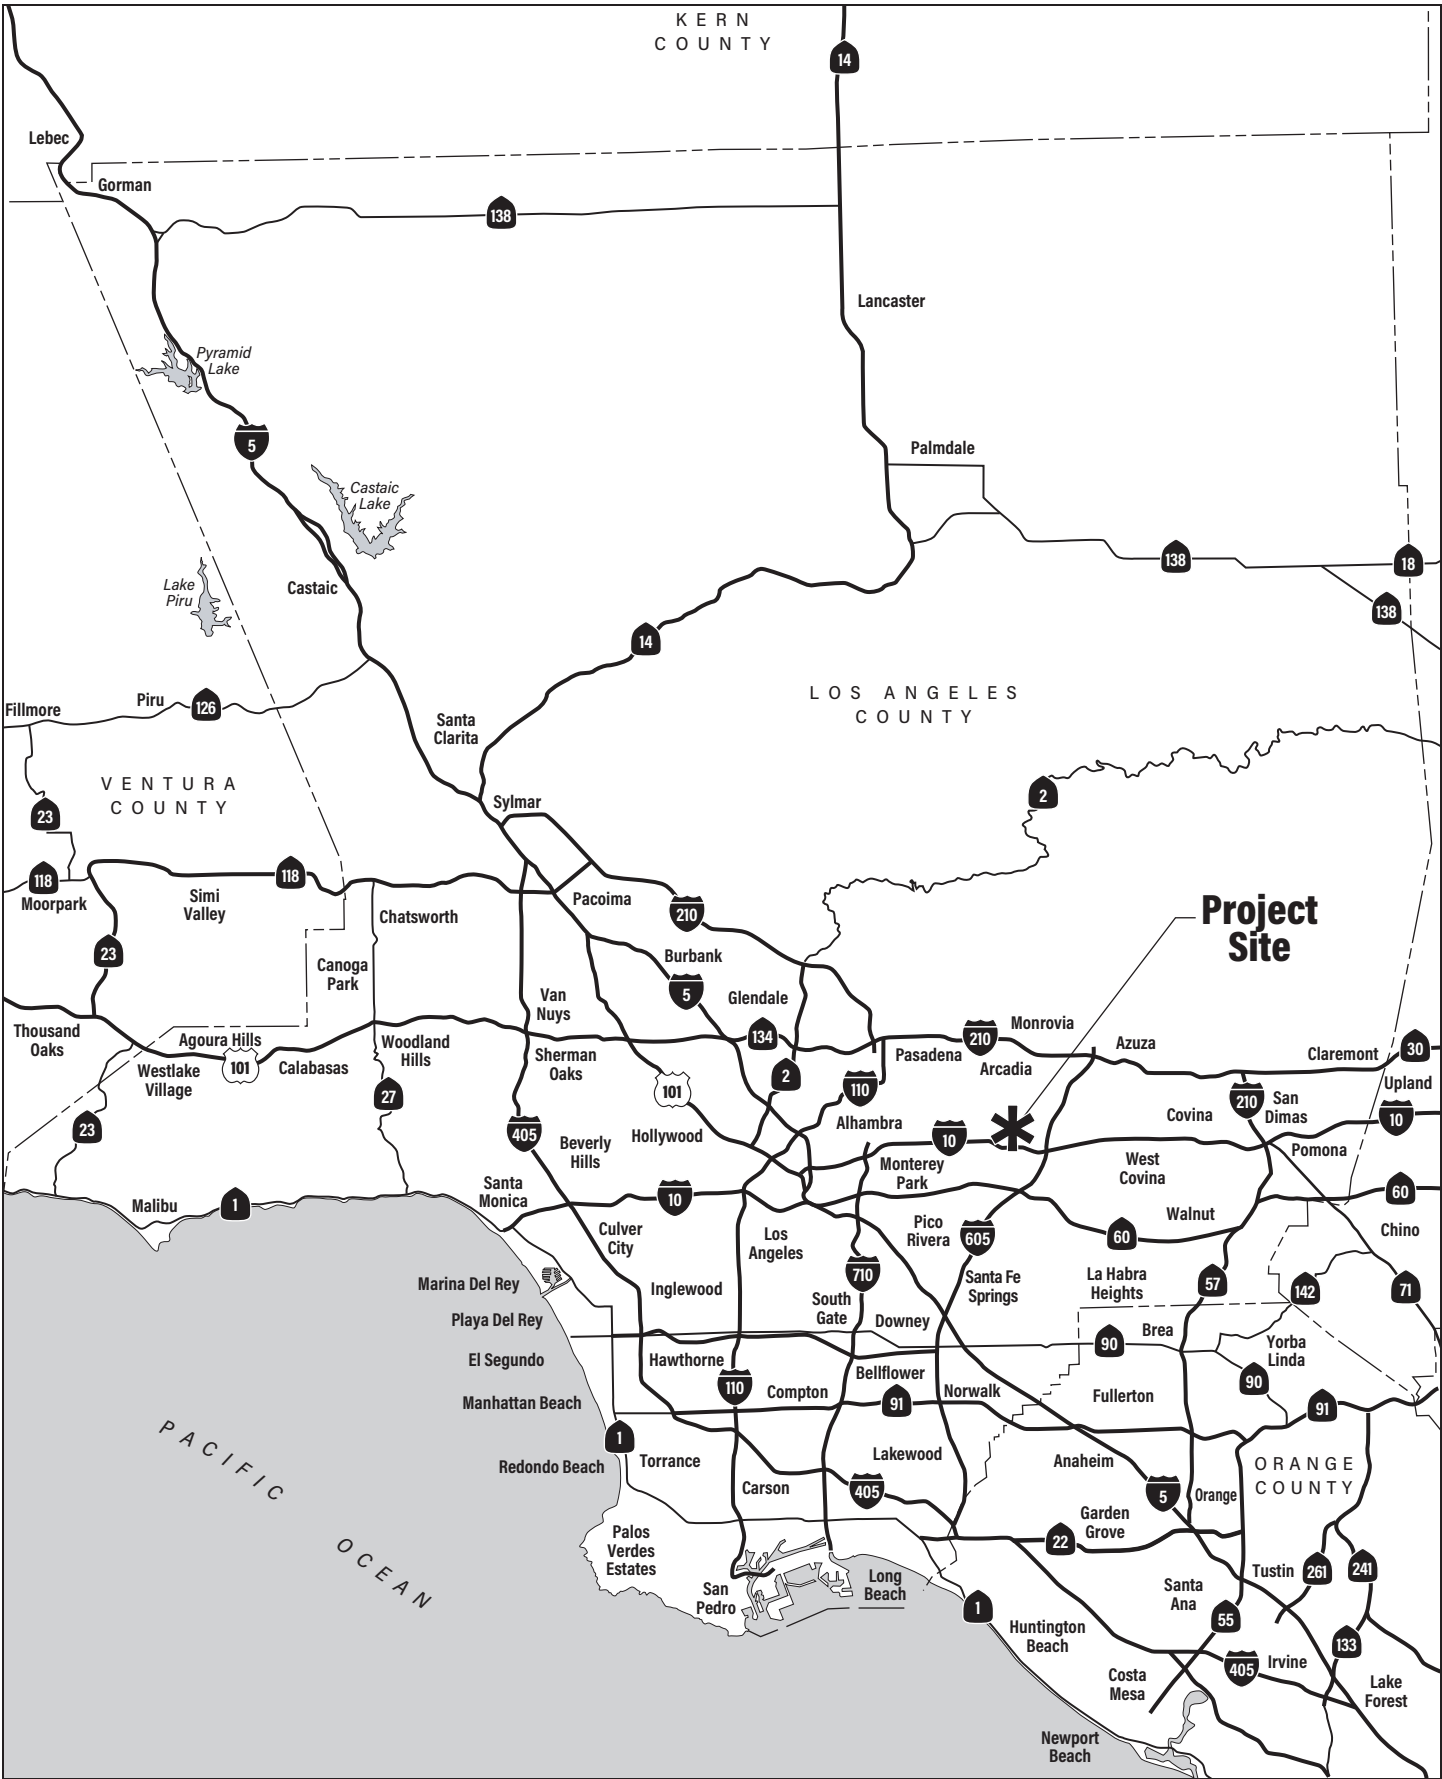 KERN
COUNTY
14
Lebec
Gorman
138
Lancaster
Pyramid
Lake
5
Palmdale
Castaic
Lake
138
18
Lake
Piru
Castaic
138
14
LOS ANGELES
COUNTY
Piru
126
Fillmore
Santa
Clarita
VENTURA
COUNTY
2
Sylmar
23
118
118
Moorpark
Simi
Valley
Pacoima
210
Chatsworth
Project
Site
23
Burbank
Canoga
Park
5
Van
Nuys
Glendale
134
210
Monrovia
Thousand
Oaks
Agoura Hills
101
Calabasas
Woodland
Hills
Sherman
Oaks
Pasadena
Arcadia
Azuza
Claremont
30
Westlake
Village
27
101
2
110
Upland
210
San
Dimas
23
405
Beverly
Hills
Hollywood
Alhambra
10
Covina
10
Monterey
Park
West
Covina
Pomona
Malibu
1
Santa
Monica
10
60
Culver
City
Los
Angeles
Pico
Rivera
605
60
Walnut
Chino
Marina Del Rey
Inglewood
710
Santa Fe
Springs
La Habra
Heights
57
142
71
Playa Del Rey
South
Gate
Downey
90
Brea
Yorba
Linda
El Segundo
Hawthorne
110
Compton
Bellflower
91
Norwalk
Fullerton
90
91
Manhattan Beach
1
Redondo Beach
Torrance
Lakewood
Anaheim
ORANGE
COUNTY
PACIFIC
OCEAN
Carson
405
5
Orange
Garden
Grove
22
Palos
Verdes
Estates
San
Pedro
Long
Beach
Tustin
261
241
Santa
Ana
55
1
Huntington
Beach
133
405
Irvine
Costa
Mesa
Lake
Forest
Newport
Beach